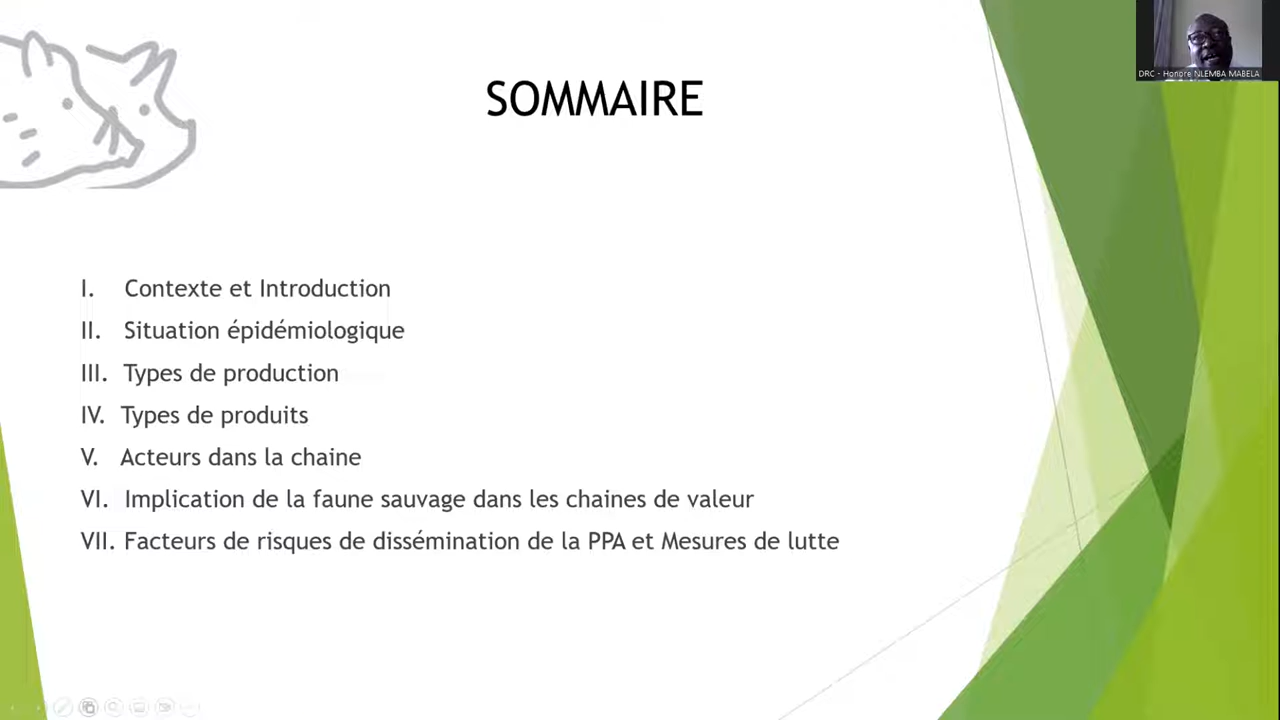 DRC - Honore NLEMBA MABELA
SOMMAIRE
I. Contexte et Introduction
II. Situation épidémiologique
III. Types de production
IV. Types de produits
V. Acteurs dans la chaine
VI. Implication de la faune sauvage dans les chaines de valeur
VII. Facteurs de risques de dissémination de la PPA et Mesures de lutte